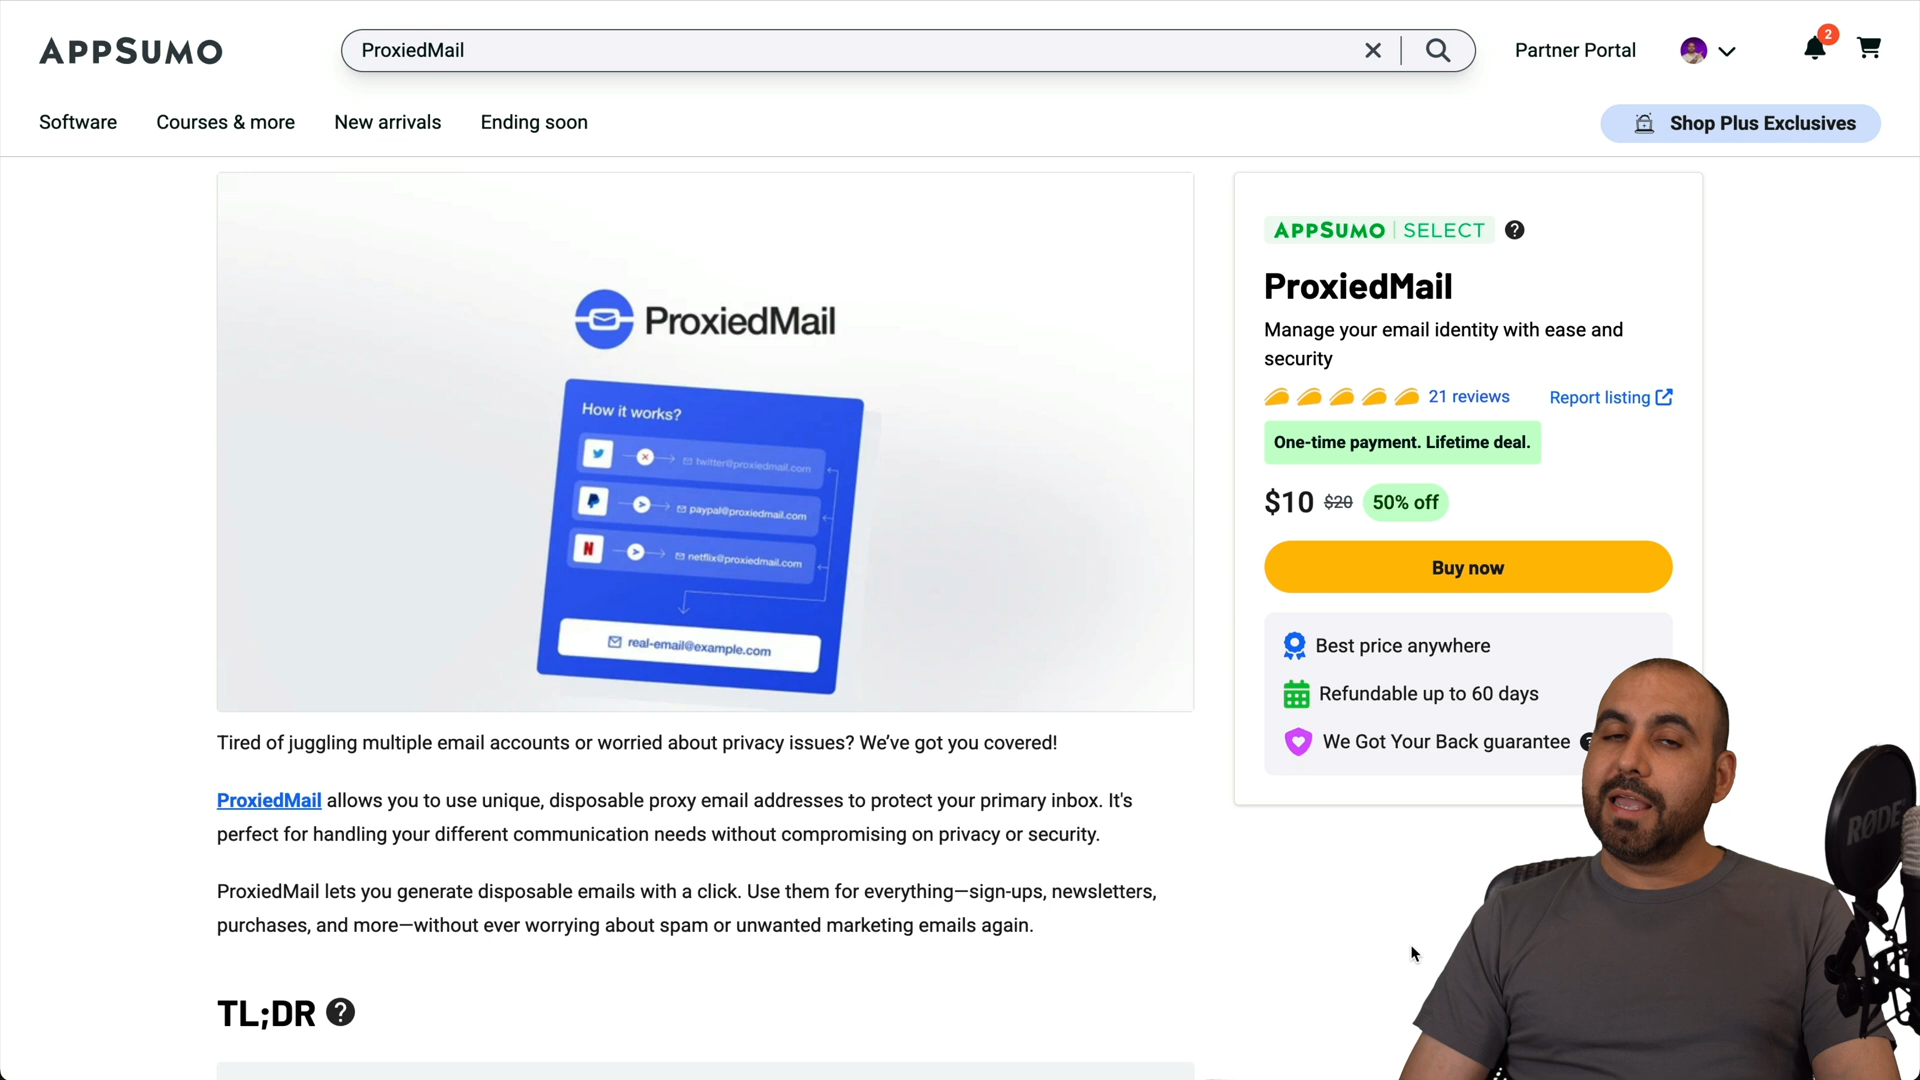 APPSUMO
ProxiedMail
Partner Portal
2
Software
Courses & more
New arrivals
Ending soon
Shop Plus Exclusives
ProxiedMail
How it works?
twitter@proxiedmail.com
paypal@proxiedmail.com
netflix@proxiedmail.com
real-email@example.com
APPSUMO SELECT ?
ProxiedMail
Manage your email identity with ease and
security
21 reviews
Report listing
One-time payment. Lifetime deal.
$10 $20 50% off
Buy now
Best price anywhere
Refundable up to 60 days
We Got Your Back guarantee
Tired of juggling multiple email accounts or worried about privacy issues? We’ve got you covered!
ProxiedMail allows you to use unique, disposable proxy email addresses to protect your primary inbox. It's
perfect for handling your different communication needs without compromising on privacy or security.
ProxiedMail lets you generate disposable emails with a click. Use them for everything—sign-ups, newsletters,
purchases, and more—without ever worrying about spam or unwanted marketing emails again.
TL;DR ?
RØDE